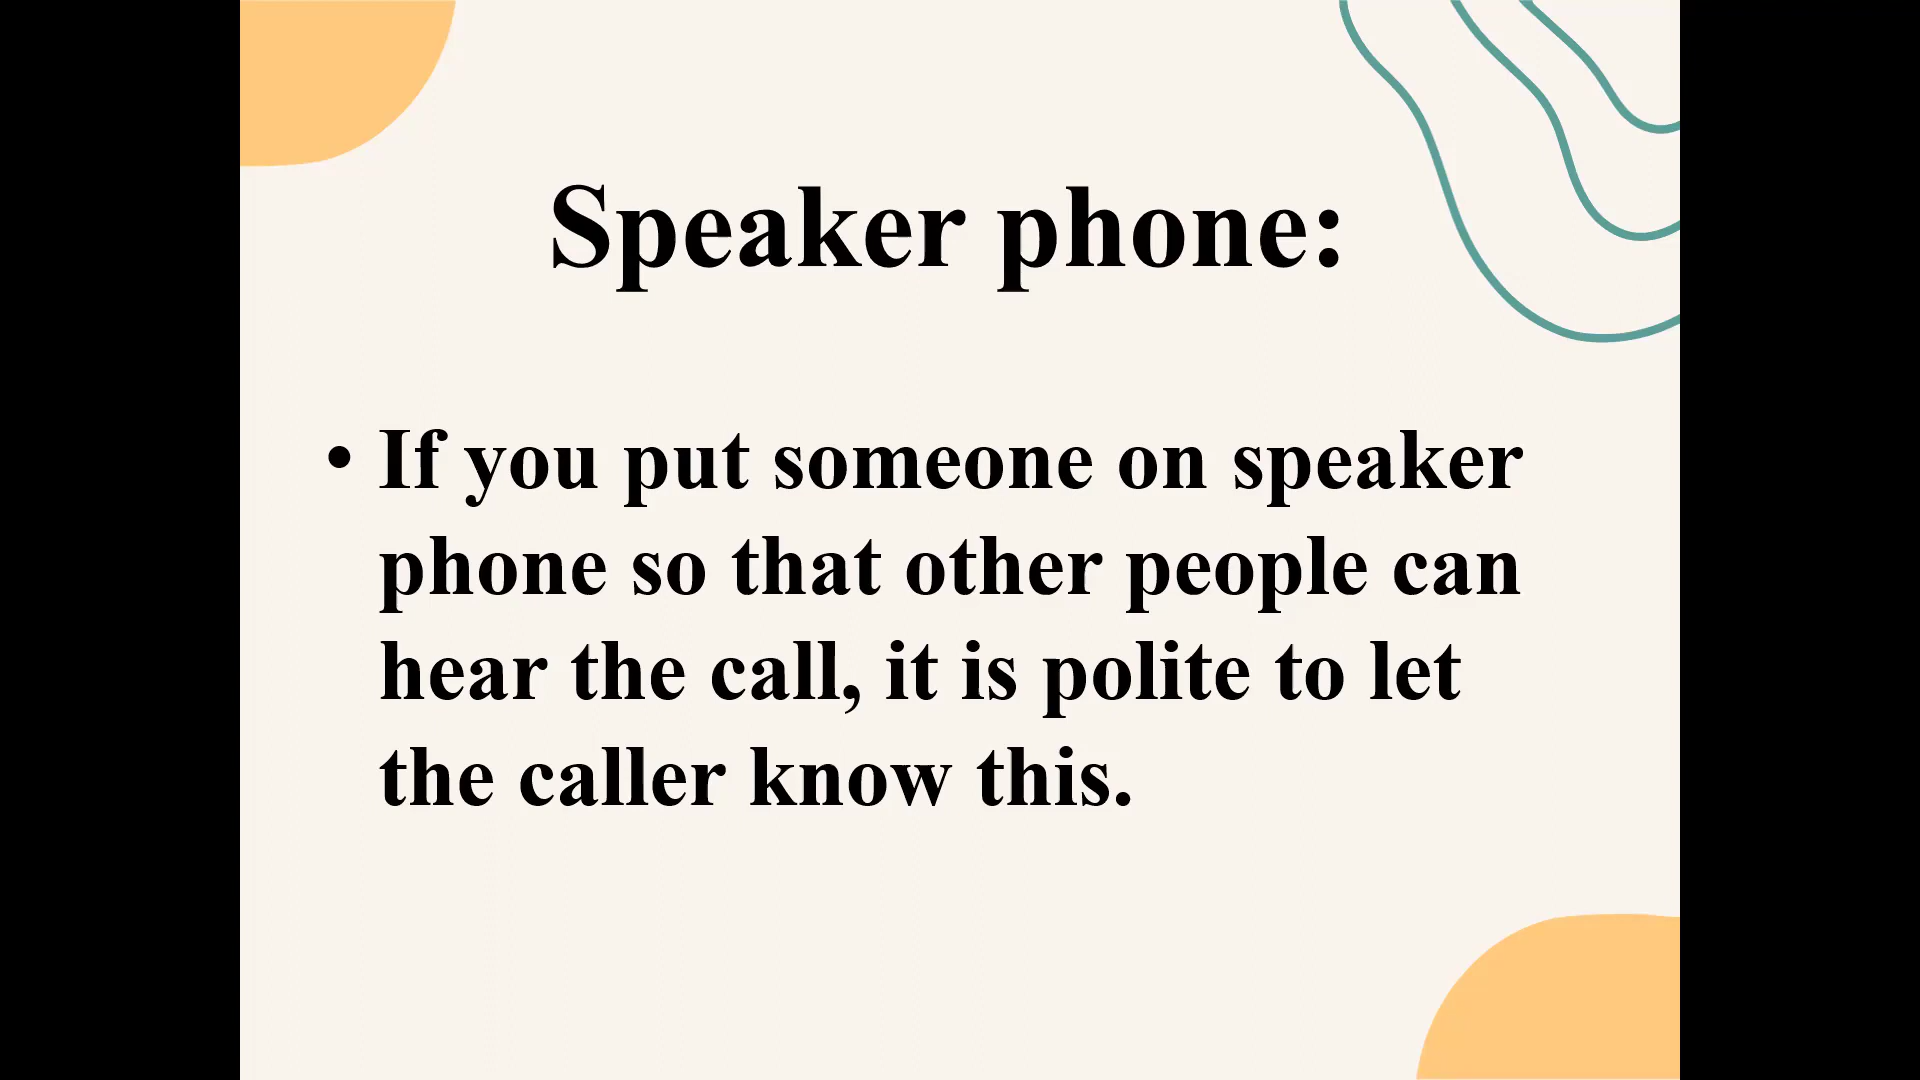 Speaker phone:
• If you put someone on speaker
phone so that other people can
hear the call, it is polite to let
the caller know this.